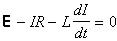 𝝚 − IR − L dI/dt = 0